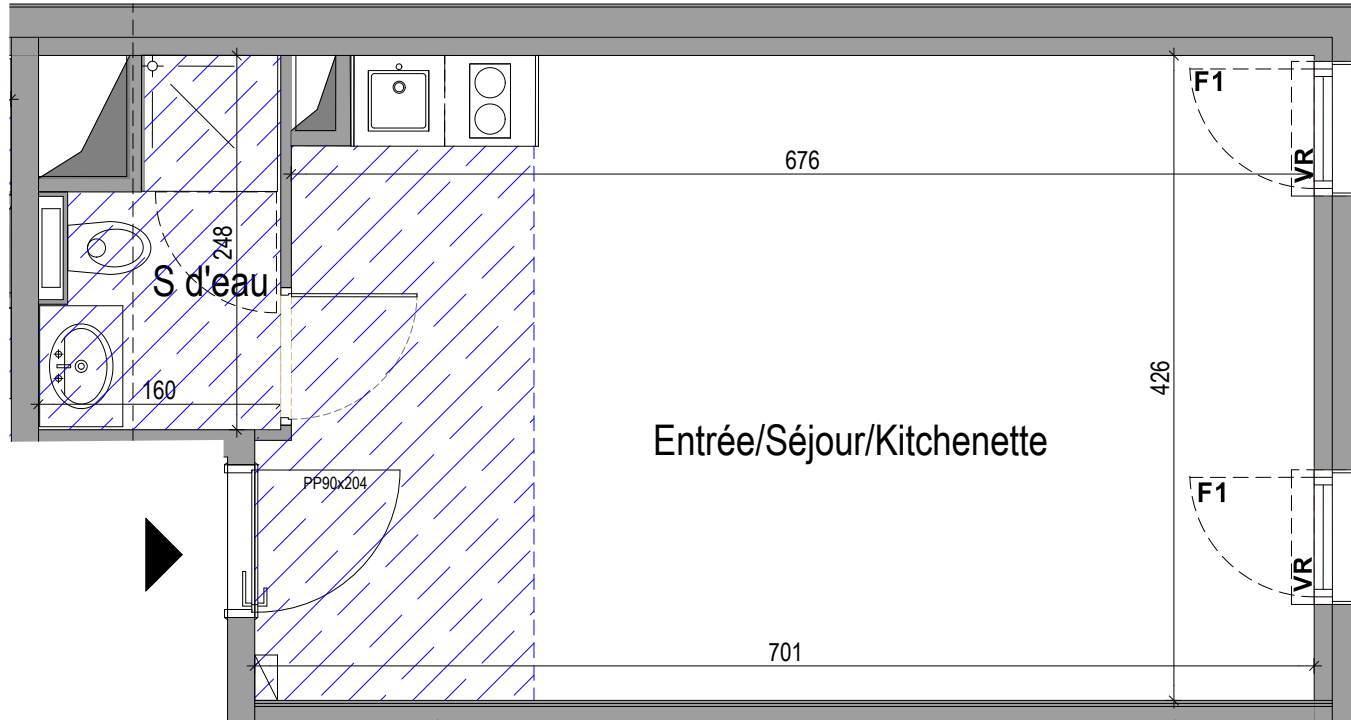 F1
VR
676
248
S d'eau
160
426
Entrée/Séjour/Kitchenette
PP90x204
F1
VR
701